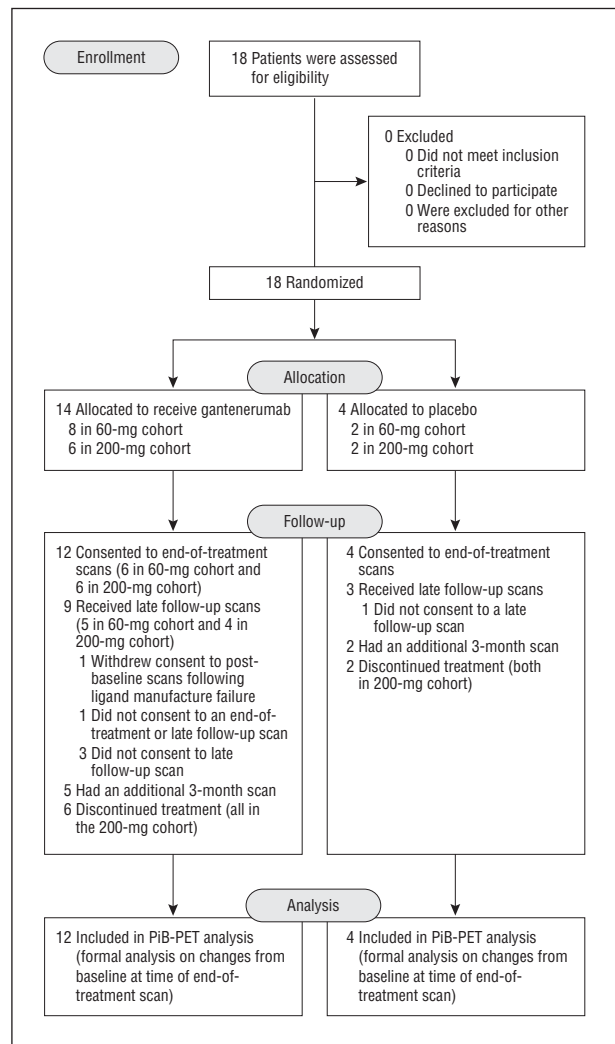 Enrollment
18 Patients were assessed
for eligibility
0 Excluded
0 Did not meet inclusion
criteria
0 Declined to participate
0 Were excluded for other
reasons
18 Randomized
Allocation
14 Allocated to receive gantenerumab
8 in 60-mg cohort
6 in 200-mg cohort
4 Allocated to placebo
2 in 60-mg cohort
2 in 200-mg cohort
Follow-up
12 Consented to end-of-treatment
scans (6 in 60-mg cohort and
6 in 200-mg cohort)
9 Received late follow-up scans
(5 in 60-mg cohort and 4 in
200-mg cohort)
1 Withdrew consent to post-
baseline scans following
ligand manufacture failure
1 Did not consent to an end-of-
treatment or late follow-up scan
3 Did not consent to late
follow-up scan
5 Had an additional 3-month scan
6 Discontinued treatment (all in
the 200-mg cohort)
4 Consented to end-of-treatment
scans
3 Received late follow-up scans
1 Did not consent to a late
follow-up scan
2 Had an additional 3-month scan
2 Discontinued treatment (both
in 200-mg cohort)
Analysis
12 Included in PiB-PET analysis
(formal analysis on changes from
baseline at time of end-of-
treatment scan)
4 Included in PiB-PET analysis
(formal analysis on changes from
baseline at time of end-of-
treatment scan)